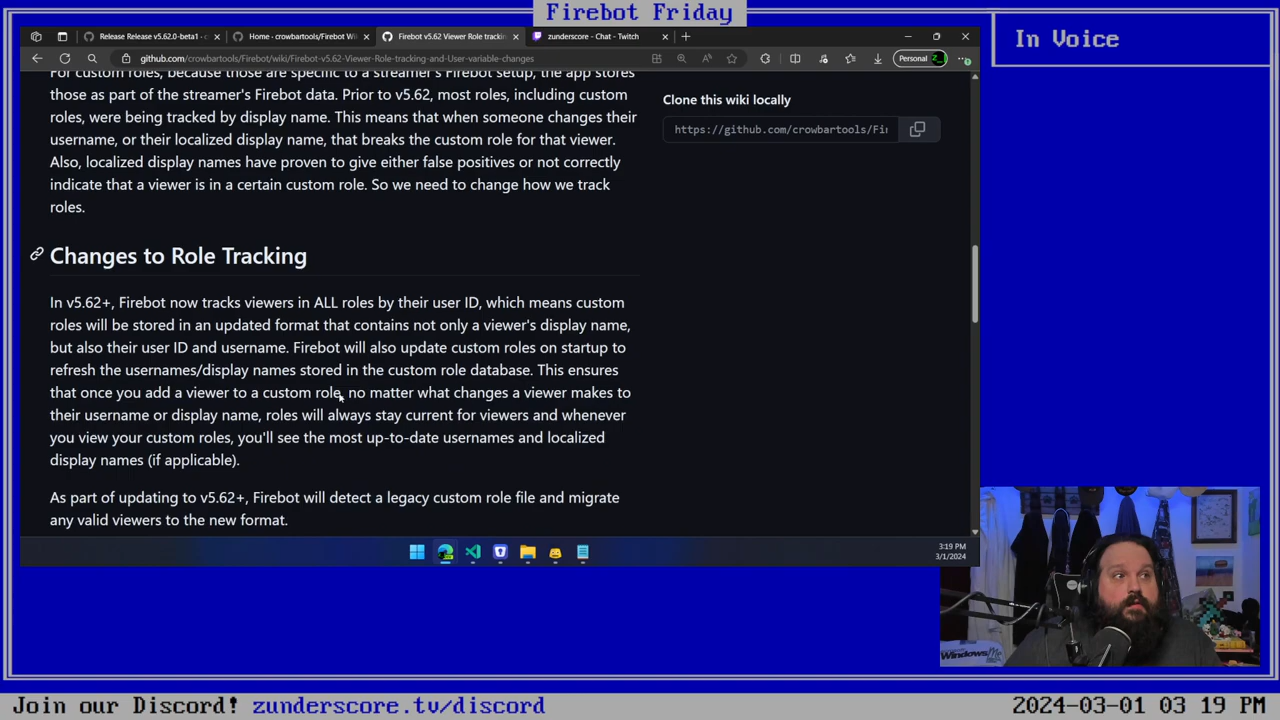 Firebot Friday
Release Release v5.62.0-beta1 · c
Home · crowbartools/Firebot Wi
Firebot v5.62 Viewer Role trackin
zunderscore - Chat - Twitch
github.com/crowbartools/Firebot/wiki/Firebot-v5.62-Viewer-Role-tracking-and-User-variable-changes
Personal
In Voice
For custom roles, because those are specific to a streamer's Firebot setup, the app stores
those as part of the streamer's Firebot data. Prior to v5.62, most roles, including custom
roles, were being tracked by display name. This means that when someone changes their
username, or their localized display name, that breaks the custom role for that viewer.
Also, localized display names have proven to give either false positives or not correctly
indicate that a viewer is in a certain custom role. So we need to change how we track
roles.
Clone this wiki locally
https://github.com/crowbartools/Fi
Changes to Role Tracking
In v5.62+, Firebot now tracks viewers in ALL roles by their user ID, which means custom
roles will be stored in an updated format that contains not only a viewer's display name,
but also their user ID and username. Firebot will also update custom roles on startup to
refresh the usernames/display names stored in the custom role database. This ensures
that once you add a viewer to a custom role, no matter what changes a viewer makes to
their username or display name, roles will always stay current for viewers and whenever
you view your custom roles, you'll see the most up-to-date usernames and localized
display names (if applicable).
As part of updating to v5.62+, Firebot will detect a legacy custom role file and migrate
any valid viewers to the new format.
3:19 PM
3/1/2024
Windows Me
Join our Discord! zunderscore.tv/discord
2024-03-01 03 19 PM